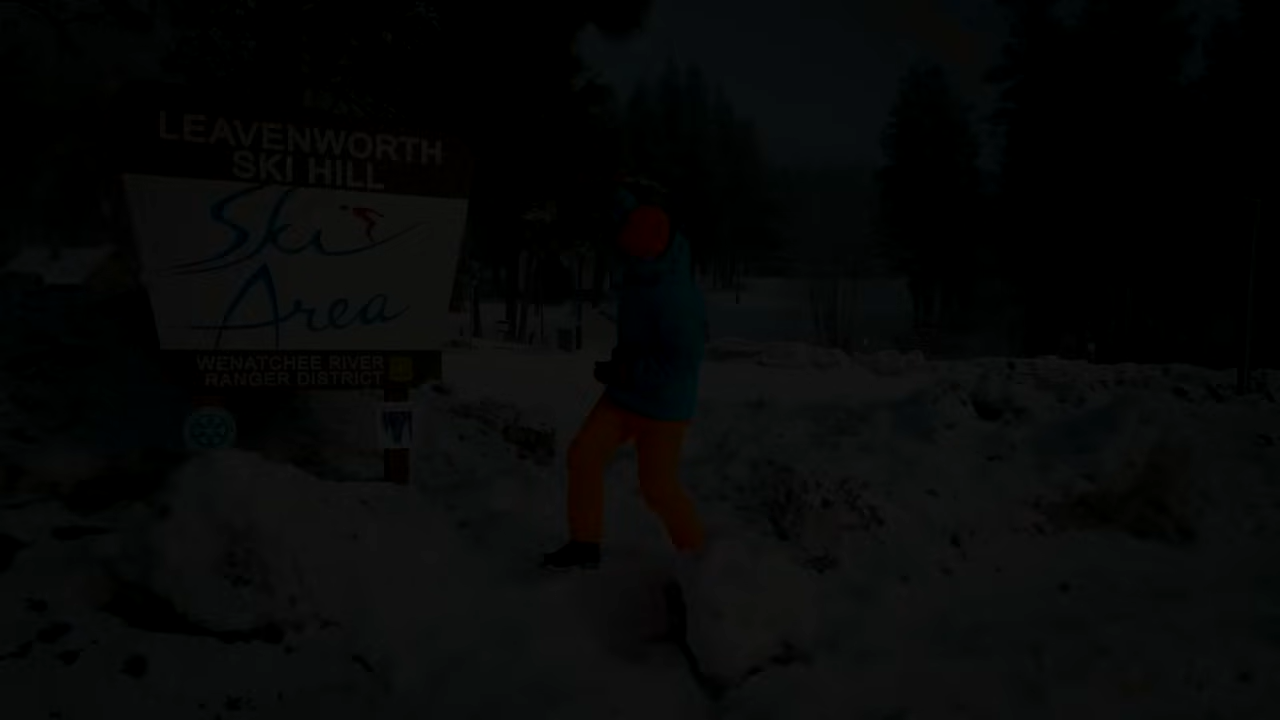 LEAVENWORTH
SKI HILL
Ski
Area
WENATCHEE RIVER
RANGER DISTRICT